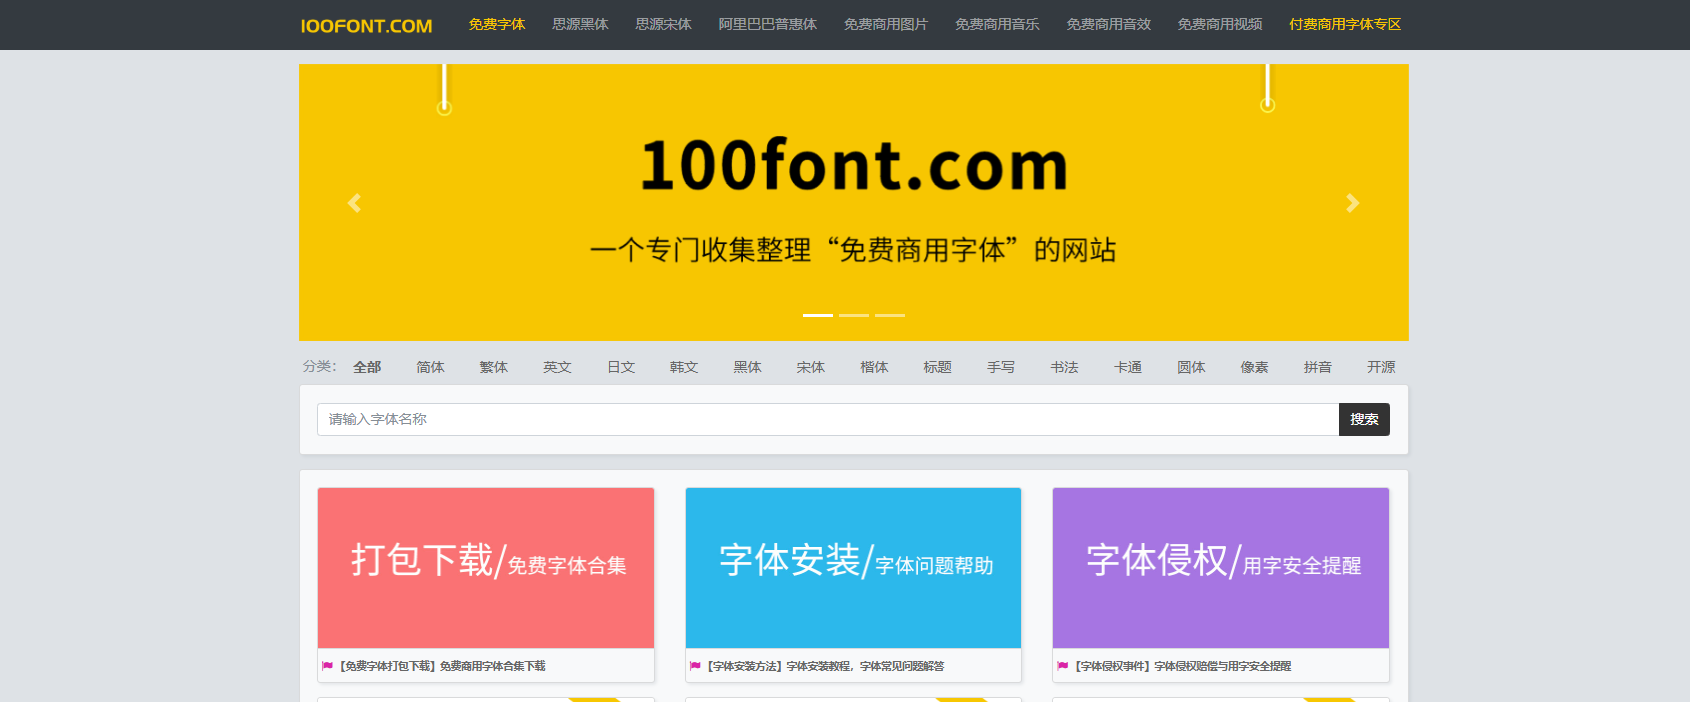 100FONT.COM 免费字体 思源黑体 思源宋体 阿里巴巴普惠体 免费商用图片 免费商用音乐 免费商用音效 免费商用视频 付费商用字体专区
100font.com
一个专门收集整理“免费商用字体”的网站
分类： 全部 简体 繁体 英文 日文 韩文 黑体 宋体 楷体 标题 手写 书法 卡通 圆体 像素 拼音 开源
请输入字体名称 搜索
打包下载/免费字体合集 字体安装/字体问题帮助 字体侵权/用字安全提醒
【免费字体打包下载】免费商用字体合集下载 【字体安装方法】字体安装教程，字体常见问题解答 【字体侵权事件】字体侵权赔偿与用字安全提醒